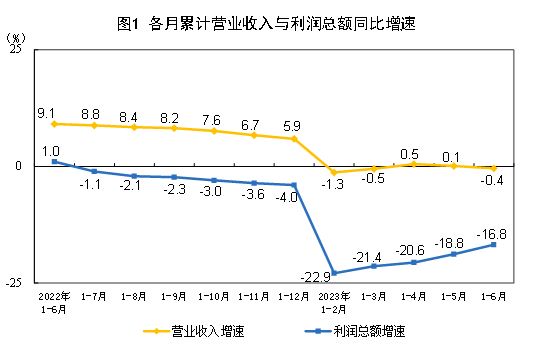 图1 各月累计营业收入与利润总额同比增速
(%)
25
9.1 8.8 8.4 8.2 7.6 6.7 5.9
1.0
0.5 0.1
0
-1.1 -2.1 -2.3 -3.0 -3.6 -4.0 -1.3 -0.5 -0.4
-22.9 -21.4 -20.6 -18.8 -16.8
-25
2022年 1-7月 1-8月 1-9月 1-10月 1-11月 1-12月 2023年 1-3月 1-4月 1-5月 1-6月
1-6月 1-2月
营业收入增速 利润总额增速